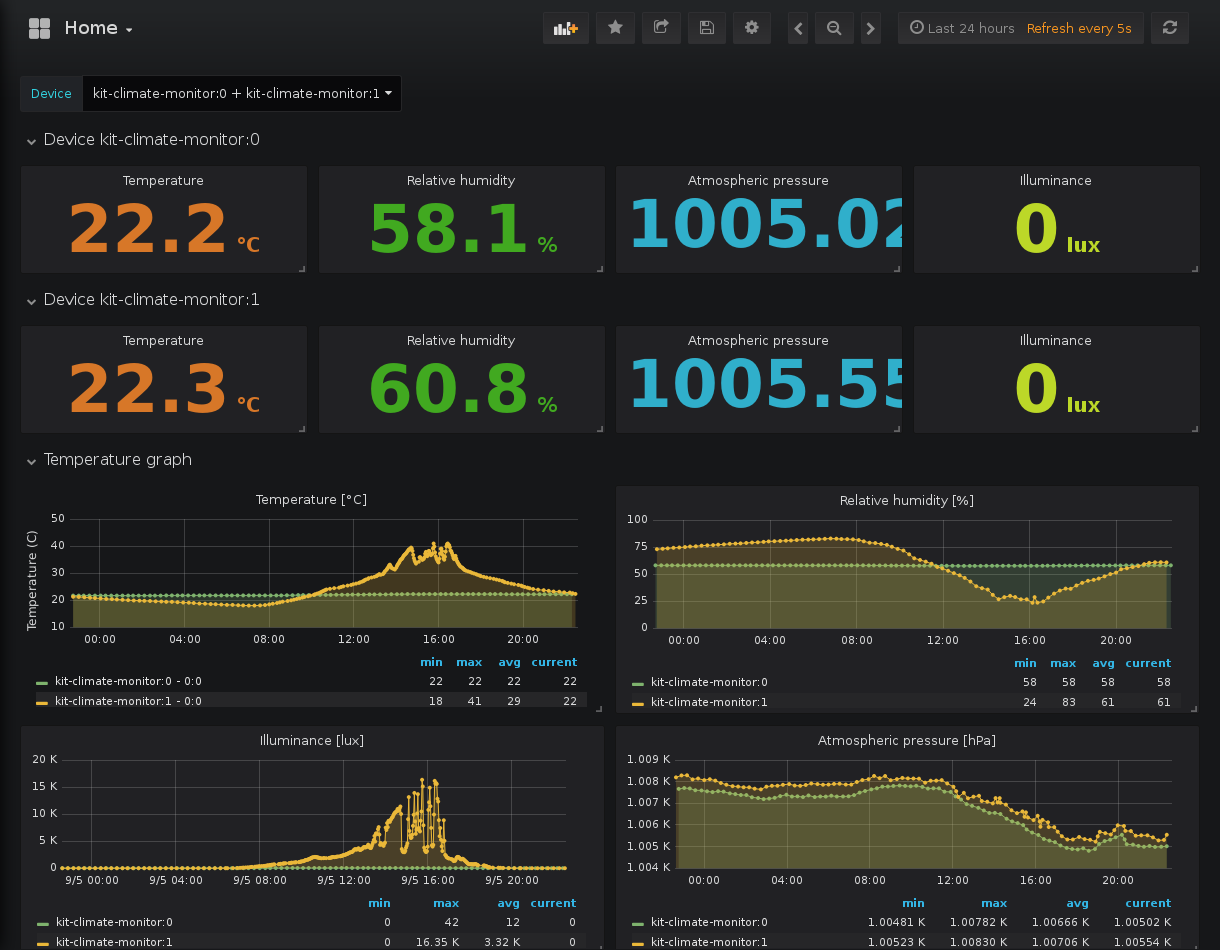 Home
Last 24 hours Refresh every 5s
Device kit-climate-monitor:0 + kit-climate-monitor:1
Device kit-climate-monitor:0
Temperature Relative humidity Atmospheric pressure Illuminance
22.2 °C 58.1 % 1005.02 0 lux
Device kit-climate-monitor:1
Temperature Relative humidity Atmospheric pressure Illuminance
22.3 °C 60.8 % 1005.55 0 lux
Temperature graph
Temperature [°C]
Temperature (C)
50
40
30
20
10
00:00 04:00 08:00 12:00 16:00 20:00
min max avg current
kit-climate-monitor:0 - 0:0 22 22 22 22
kit-climate-monitor:1 - 0:0 18 41 29 22
Relative humidity [%]
100
75
50
25
0
00:00 04:00 08:00 12:00 16:00 20:00
min max avg current
kit-climate-monitor:0 58 58 58 58
kit-climate-monitor:1 24 83 61 61
Illuminance [lux]
20 K
15 K
10 K
5 K
0
9/5 00:00 9/5 04:00 9/5 08:00 9/5 12:00 9/5 16:00 9/5 20:00
min max avg current
kit-climate-monitor:0 0 42 12 0
kit-climate-monitor:1 0 16.35 K 3.32 K 0
Atmospheric pressure [hPa]
1.009 K
1.008 K
1.007 K
1.006 K
1.005 K
1.004 K
00:00 04:00 08:00 12:00 16:00 20:00
min max avg current
kit-climate-monitor:0 1.00481 K 1.00782 K 1.00666 K 1.00502 K
kit-climate-monitor:1 1.00523 K 1.00830 K 1.00706 K 1.00554 K